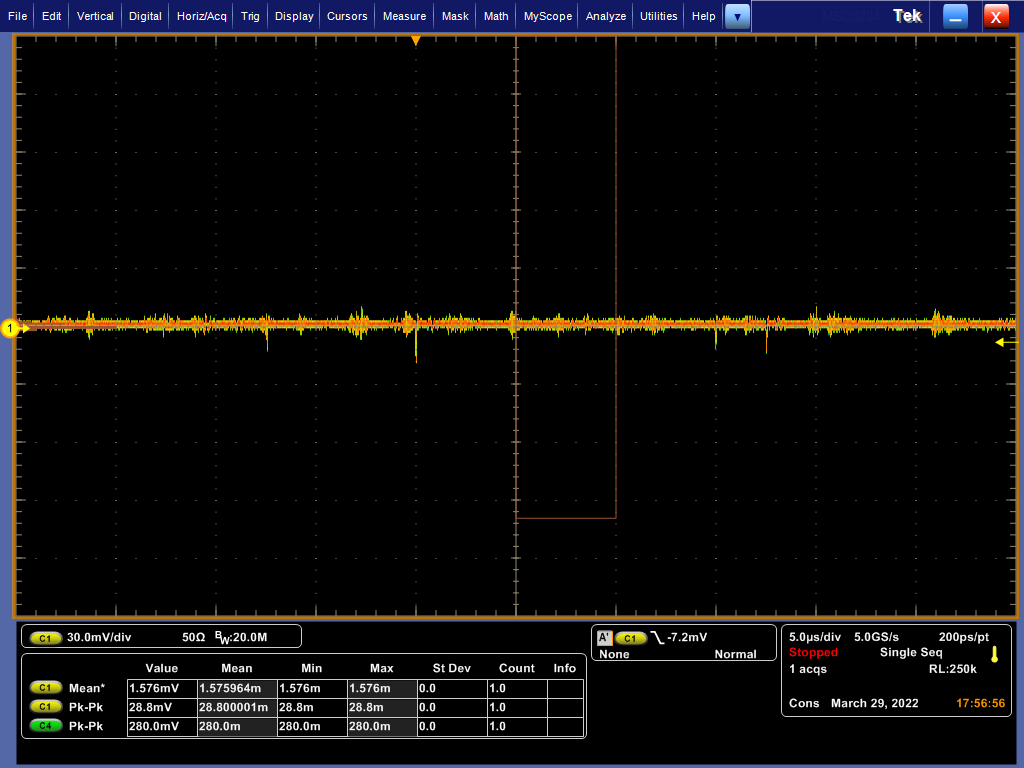 File Edit Vertical Digital Horiz/Acq Trig Display Cursors Measure Mask Math MyScope Analyze Utilities Help Tek X
1
C1 30.0mV/div 50Ω BW:20.0M
Value Mean Min Max St Dev Count Info
C1 Mean* 1.576mV 1.575964m 1.576m 1.576m 0.0 1.0
C1 Pk-Pk 28.8mV 28.800001m 28.8m 28.8m 0.0 1.0
C4 Pk-Pk 280.0mV 280.0m 280.0m 280.0m 0.0 1.0
A' C1 -7.2mV
None Normal
5.0µs/div 5.0GS/s 200ps/pt
Stopped Single Seq
1 acqs RL:250k
Cons March 29, 2022 17:56:56